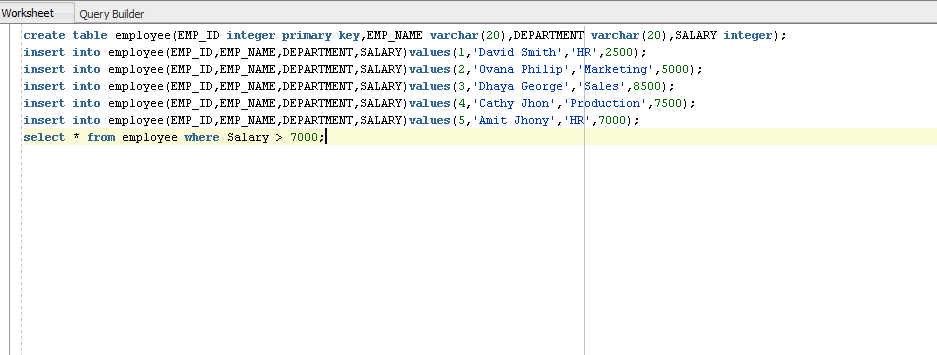 Worksheet Query Builder
create table employee(EMP_ID integer primary key,EMP_NAME varchar(20),DEPARTMENT varchar(20),SALARY integer);
insert into employee(EMP_ID,EMP_NAME,DEPARTMENT,SALARY)values(1,'David Smith','HR',2500);
insert into employee(EMP_ID,EMP_NAME,DEPARTMENT,SALARY)values(2,'Ovana Philip','Marketing',5000);
insert into employee(EMP_ID,EMP_NAME,DEPARTMENT,SALARY)values(3,'Dhaya George','Sales',8500);
insert into employee(EMP_ID,EMP_NAME,DEPARTMENT,SALARY)values(4,'Cathy Jhon','Production',7500);
insert into employee(EMP_ID,EMP_NAME,DEPARTMENT,SALARY)values(5,'Amit Jhony','HR',7000);
select * from employee where Salary > 7000;